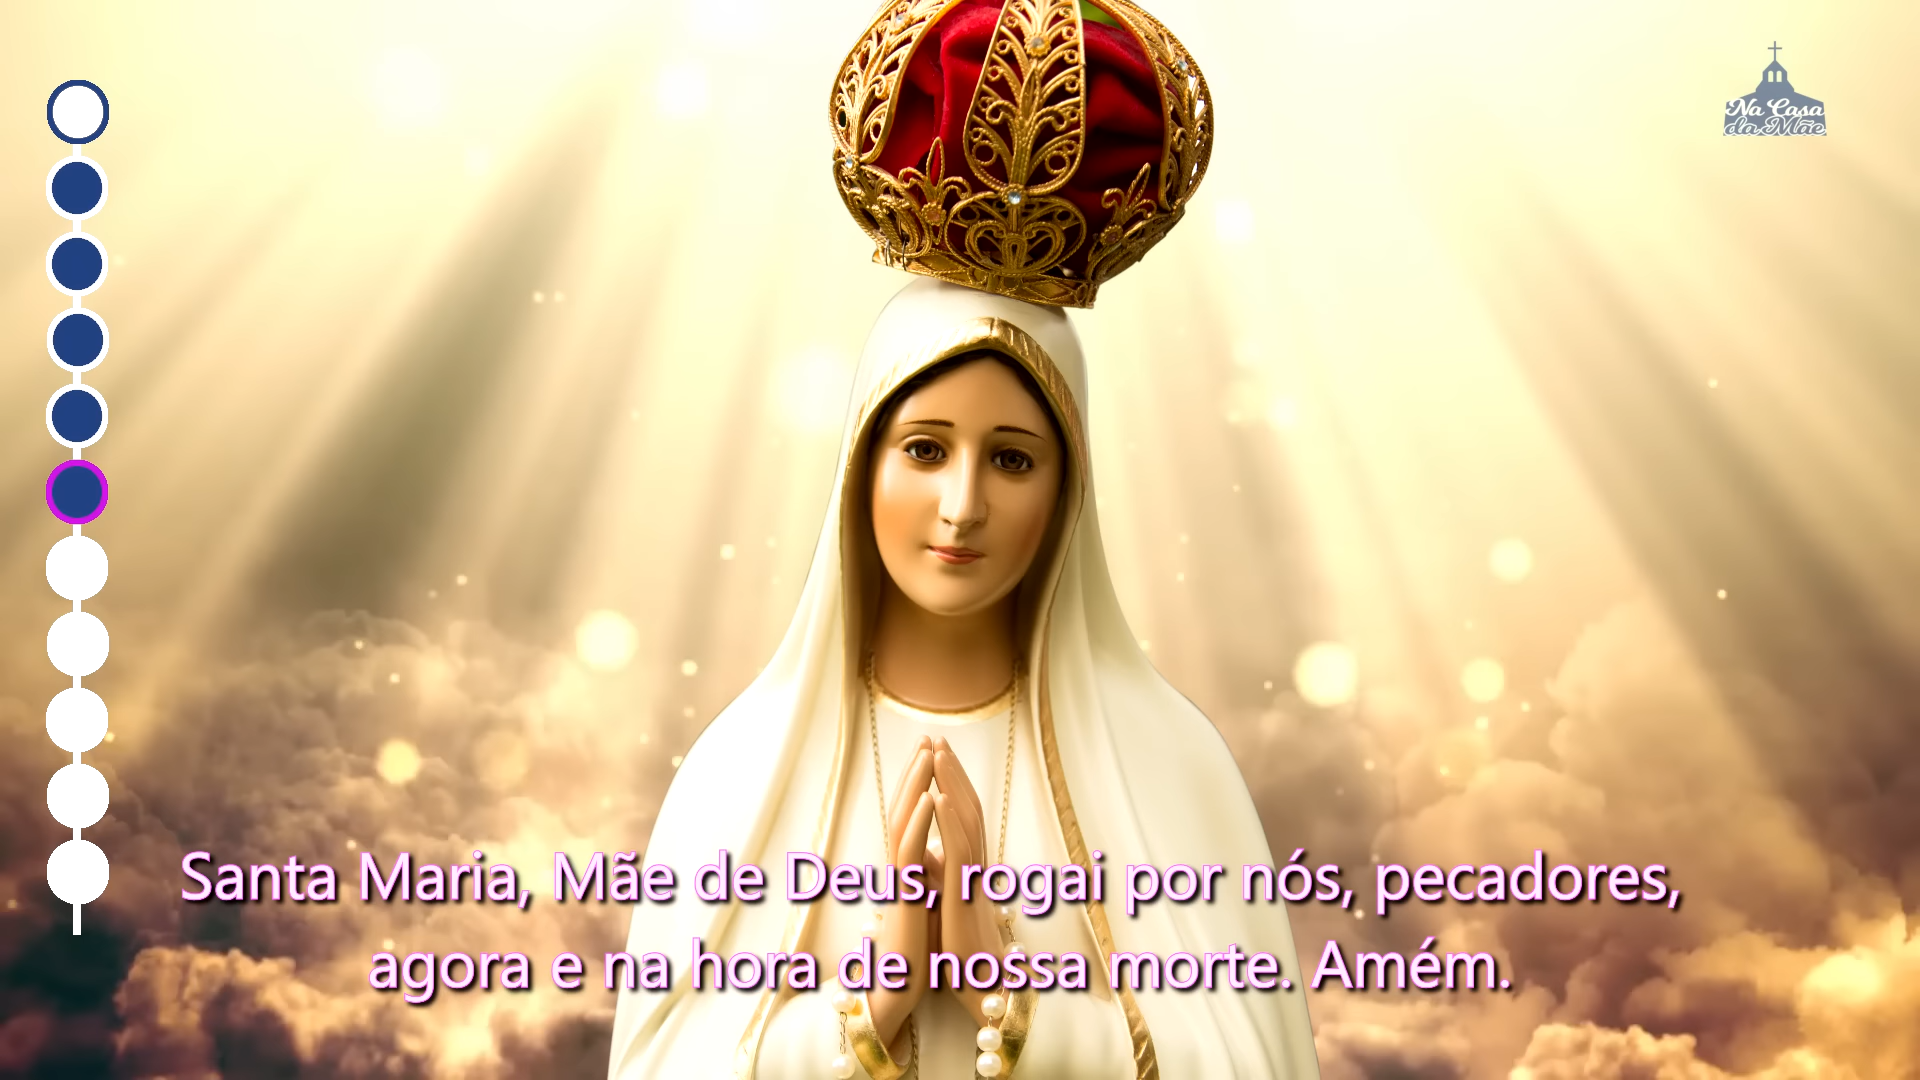 Na Casa
da Mãe
Santa Maria, Mãe de Deus, rogai por nós, pecadores,
agora e na hora de nossa morte. Amém.